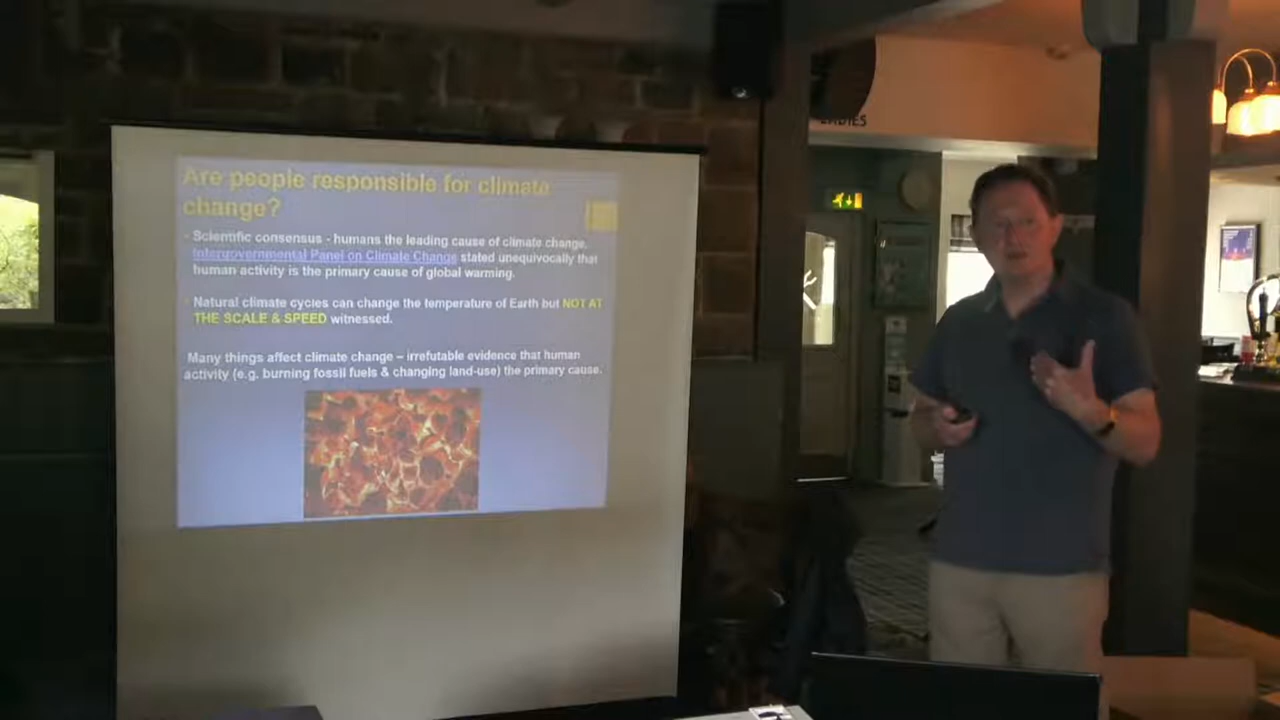 Are people responsible for climate
change?
Scientific consensus - humans the leading cause of climate change.
Intergovernmental Panel on Climate Change stated unequivocally that
human activity is the primary cause of global warming.
Natural climate cycles can change the temperature of Earth but NOT AT
THE SCALE & SPEED witnessed.
Many things affect climate change – irrefutable evidence that human
activity (e.g. burning fossil fuels & changing land-use) the primary cause.
LADIES